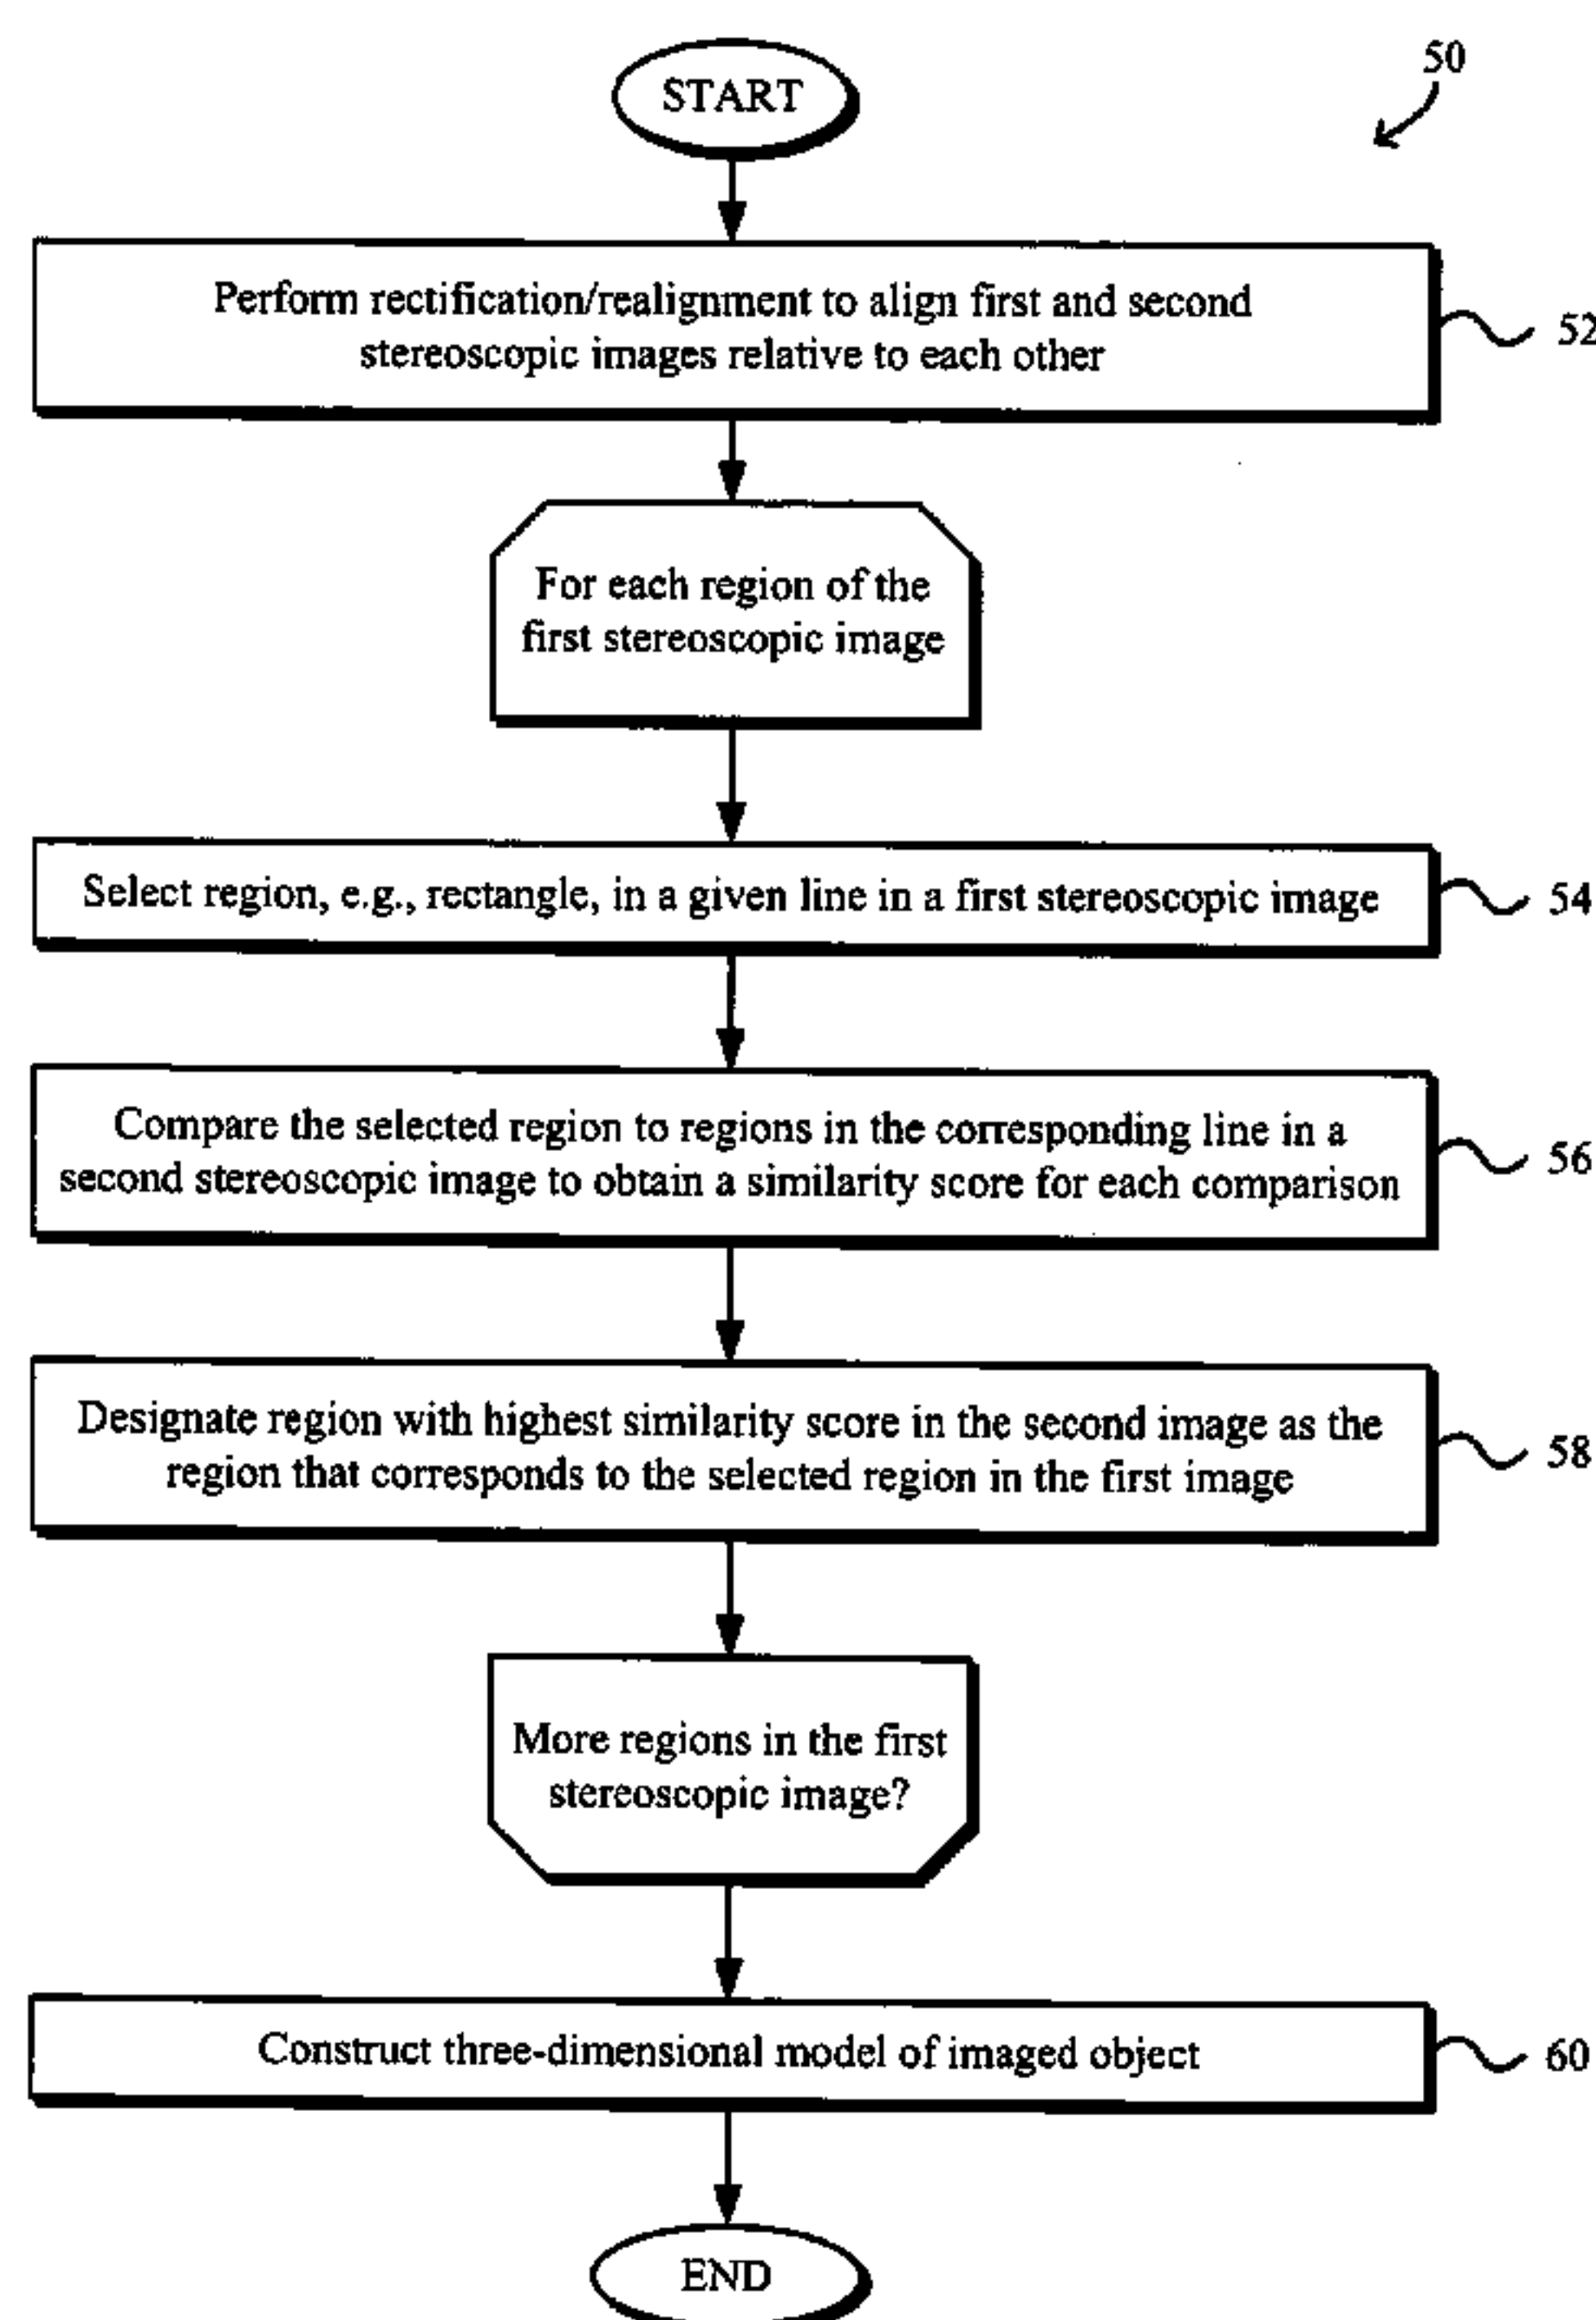 START
50
Perform rectification/realignment to align first and second
stereoscopic images relative to each other
52
For each region of the
first stereoscopic image
Select region, e.g., rectangle, in a given line in a first stereoscopic image
54
Compare the selected region to regions in the corresponding line in a
second stereoscopic image to obtain a similarity score for each comparison
56
Designate region with highest similarity score in the second image as the
region that corresponds to the selected region in the first image
58
More regions in the first
stereoscopic image?
Construct three-dimensional model of imaged object
60
END